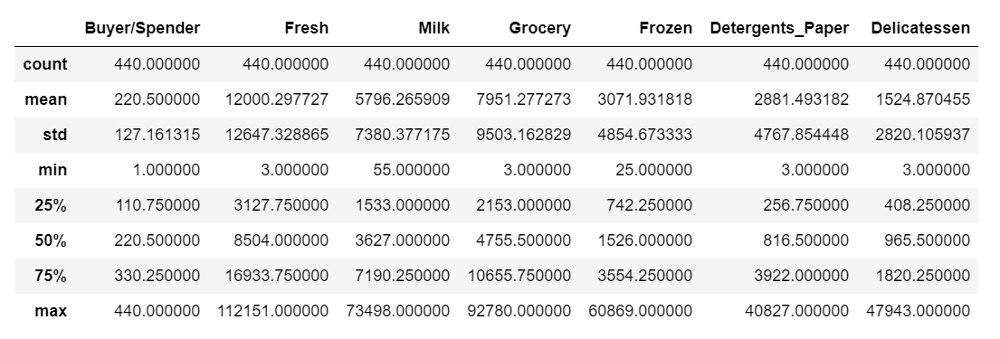 Buyer/Spender Fresh Milk Grocery Frozen Detergents_Paper Delicatessen
count 440.000000 440.000000 440.000000 440.000000 440.000000 440.000000 440.000000
mean 220.500000 12000.297727 5796.265909 7951.277273 3071.931818 2881.493182 1524.870455
std 127.161315 12647.328865 7380.377175 9503.162829 4854.673333 4767.854448 2820.105937
min 1.000000 3.000000 55.000000 3.000000 25.000000 3.000000 3.000000
25% 110.750000 3127.750000 1533.000000 2153.000000 742.250000 256.750000 408.250000
50% 220.500000 8504.000000 3627.000000 4755.500000 1526.000000 816.500000 965.500000
75% 330.250000 16933.750000 7190.250000 10655.750000 3554.250000 3922.000000 1820.250000
max 440.000000 112151.000000 73498.000000 92780.000000 60869.000000 40827.000000 47943.000000